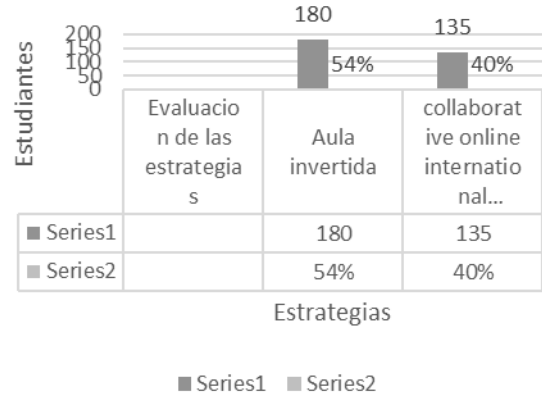 180
135
200
150
100
50
0
54%
40%
Estudiantes
Evaluacio
n de las
estrategia
s
Aula
invertida
collaborat
ive online
internatio
nal...
Series1
180
135
Series2
54%
40%
Estrategias
Series1 Series2